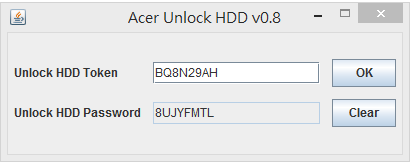 Acer Unlock HDD v0.8
Unlock HDD Token BQ8N29AH OK
Unlock HDD Password 8UJYFMTL Clear